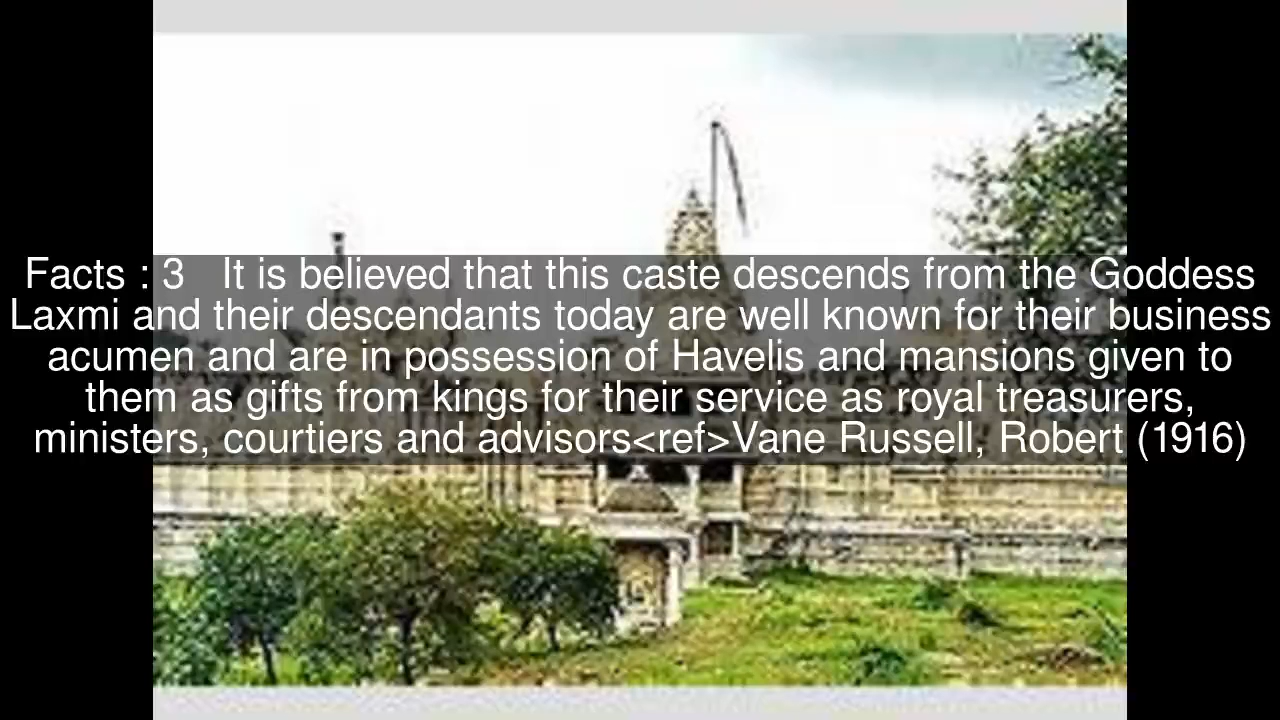 Facts : 3   It is believed that this caste descends from the Goddess
Laxmi and their descendants today are well known for their business
acumen and are in possession of Havelis and mansions given to
them as gifts from kings for their service as royal treasurers,
ministers, courtiers and advisors<ref>Vane Russell, Robert (1916)